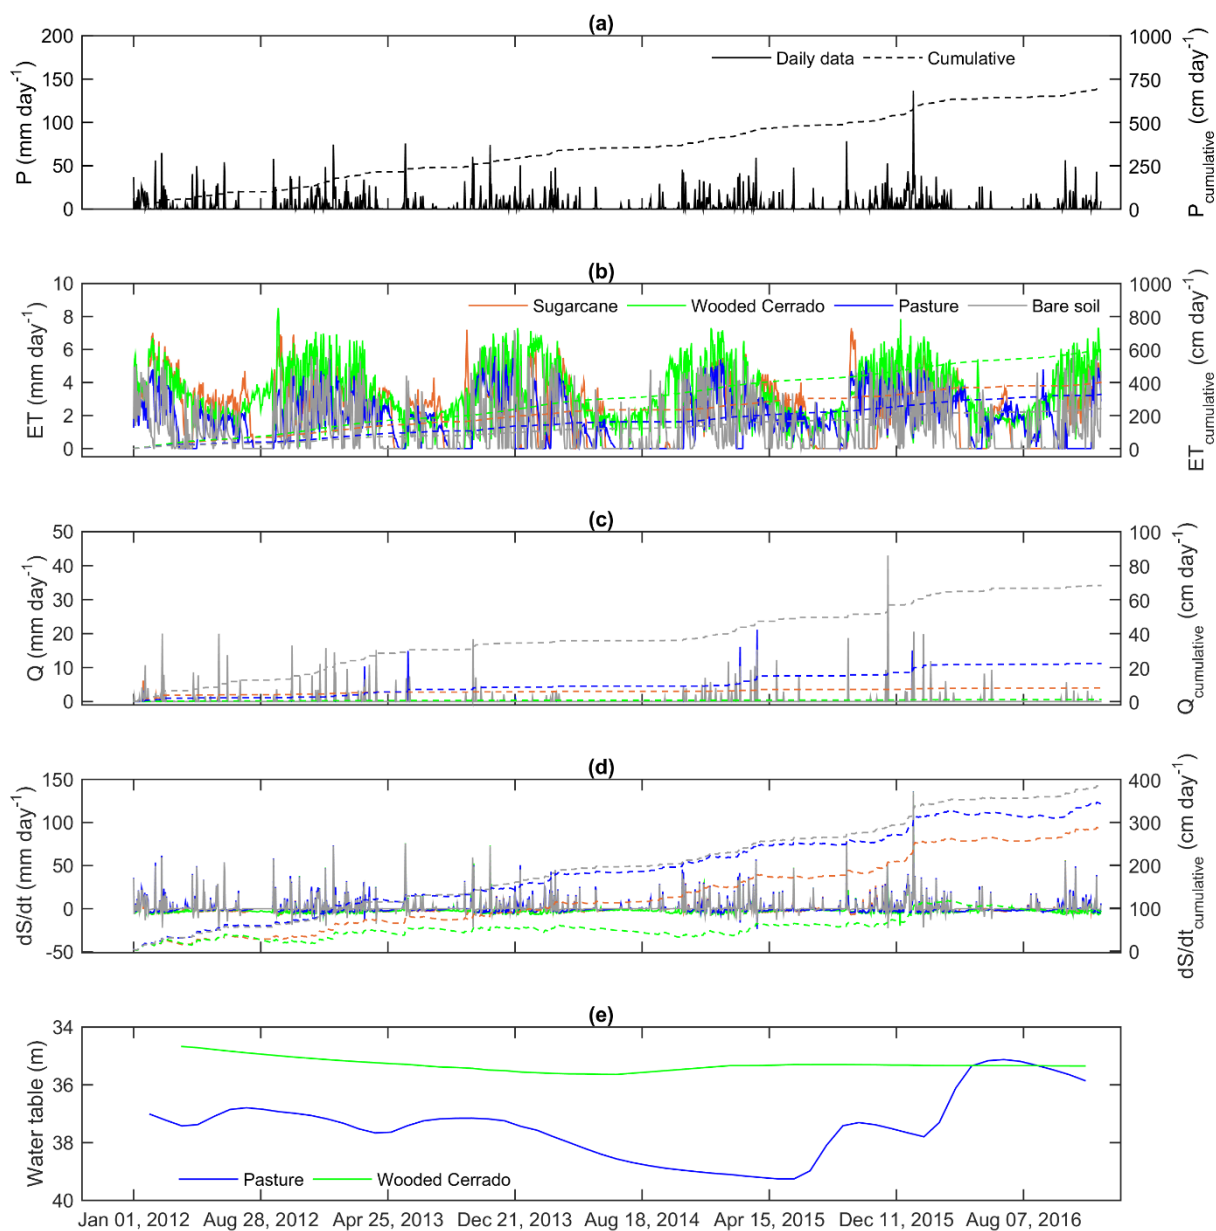 (a)
200
150
100
50
0
P (mm day-1)
1000
750
500
250
0
Pcumulative (cm day-1)
Daily data
Cumulative
(b)
10
8
6
4
2
0
ET (mm day-1)
1000
800
600
400
200
0
ETcumulative (cm day-1)
Sugarcane
Wooded Cerrado
Pasture
Bare soil
(c)
50
40
30
20
10
0
Q (mm day-1)
100
80
60
40
20
0
Qcumulative (cm day-1)
(d)
150
100
50
0
-50
dS/dt (mm day-1)
400
300
200
100
0
dS/dtcumulative (cm day-1)
(e)
34
36
38
40
Water table (m)
Pasture
Wooded Cerrado
Jan 01, 2012
Aug 28, 2012
Apr 25, 2013
Dec 21, 2013
Aug 18, 2014
Apr 15, 2015
Dec 11, 2015
Aug 07, 2016